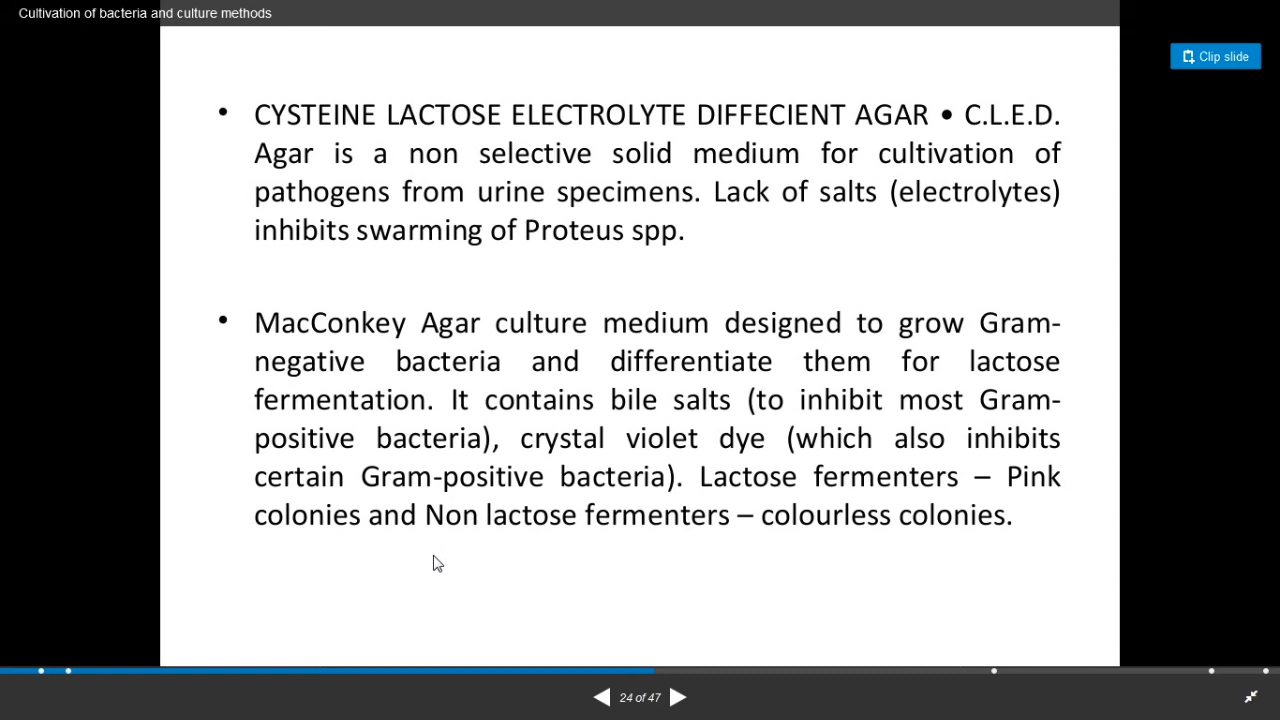 Cultivation of bacteria and culture methods
Clip slide
• CYSTEINE LACTOSE ELECTROLYTE DIFFECIENT AGAR • C.L.E.D.
Agar is a non selective solid medium for cultivation of
pathogens from urine specimens. Lack of salts (electrolytes)
inhibits swarming of Proteus spp.
• MacConkey Agar culture medium designed to grow Gram-
negative bacteria and differentiate them for lactose
fermentation. It contains bile salts (to inhibit most Gram-
positive bacteria), crystal violet dye (which also inhibits
certain Gram-positive bacteria). Lactose fermenters – Pink
colonies and Non lactose fermenters – colourless colonies.
24 of 47